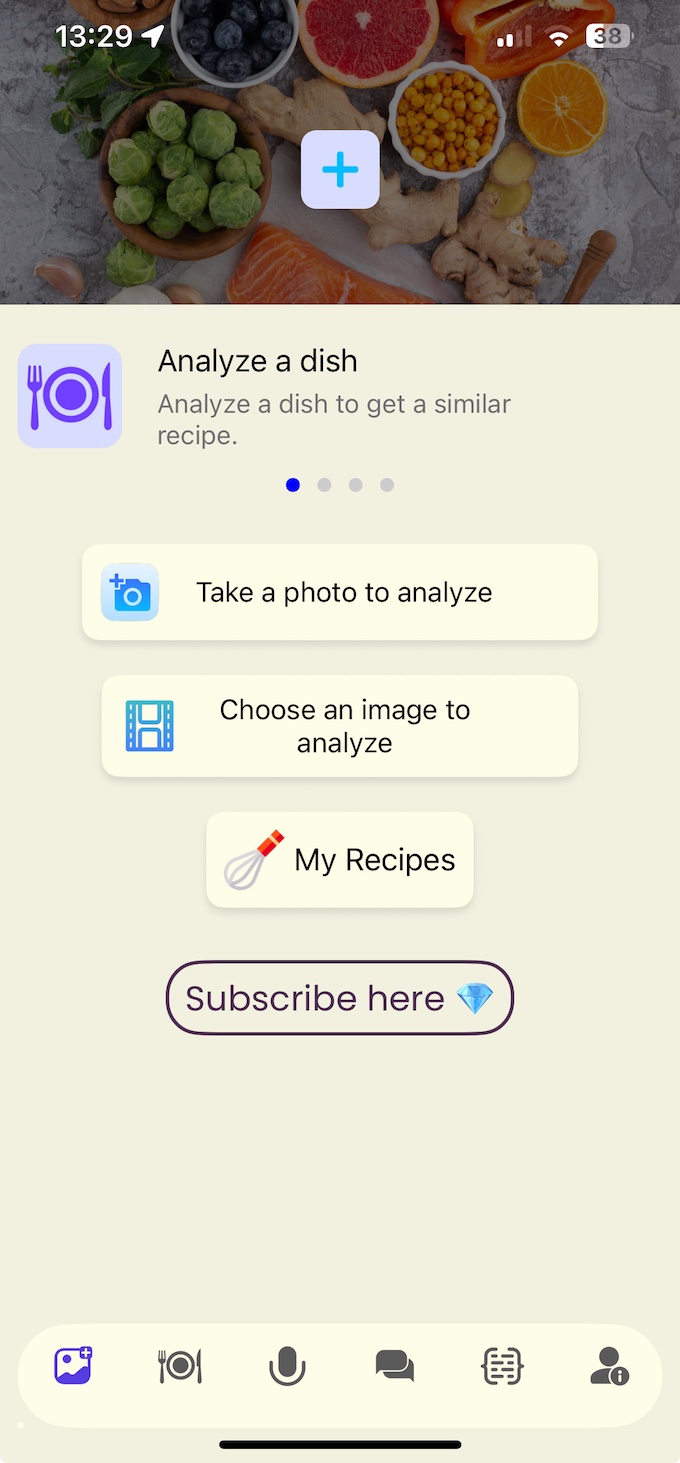 13:29
38
Analyze a dish
Analyze a dish to get a similar
recipe.
Take a photo to analyze
Choose an image to
analyze
My Recipes
Subscribe here 💎